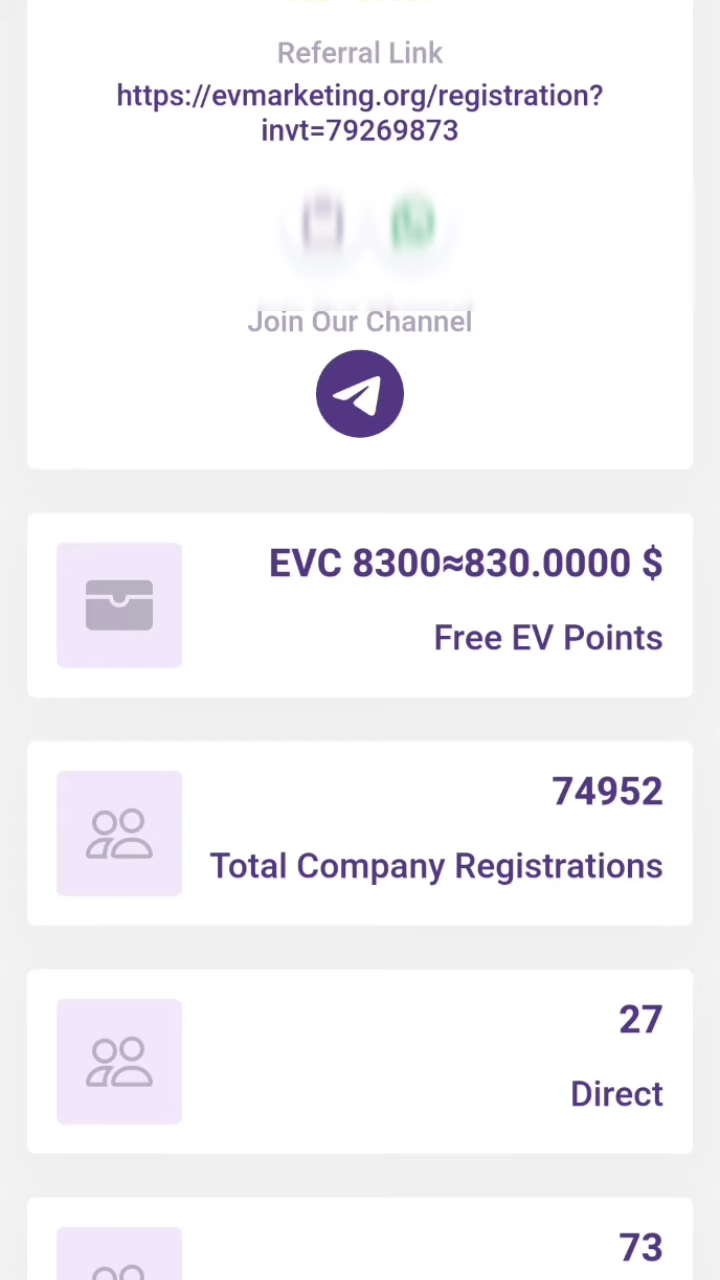 Referral Link
https://evmarketing.org/registration?
invt=79269873
Join Our Channel
EVC 8300≈830.0000 $
Free EV Points
74952
Total Company Registrations
27
Direct
73